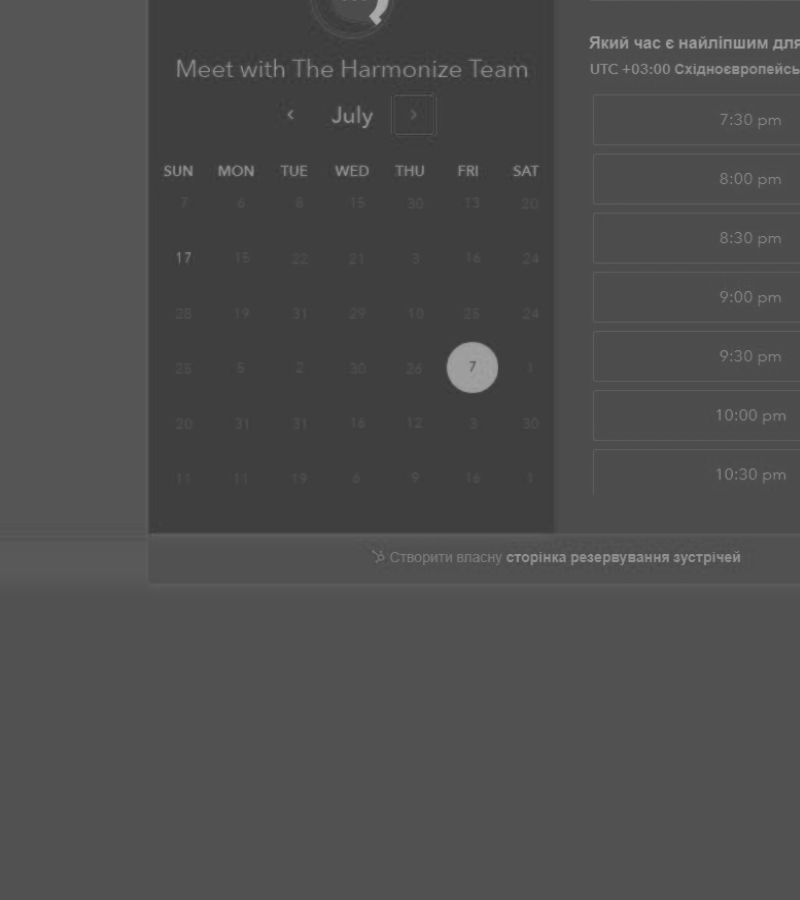 Meet with The Harmonize Team
July
SUN MON TUE WED THU FRI SAT
7 6 8 15 30 13 20
17 15 22 21 3 16 24
28 19 31 29 10 25 24
25 5 2 30 26 7 1
20 31 31 16 12 3 30
11 11 19 6 9 16 1
Який час є найліпшим для
UTC +03:00
7:30 pm
8:00 pm
8:30 pm
9:00 pm
9:30 pm
10:00 pm
10:30 pm
Створити власну сторінка резервування зустрічей